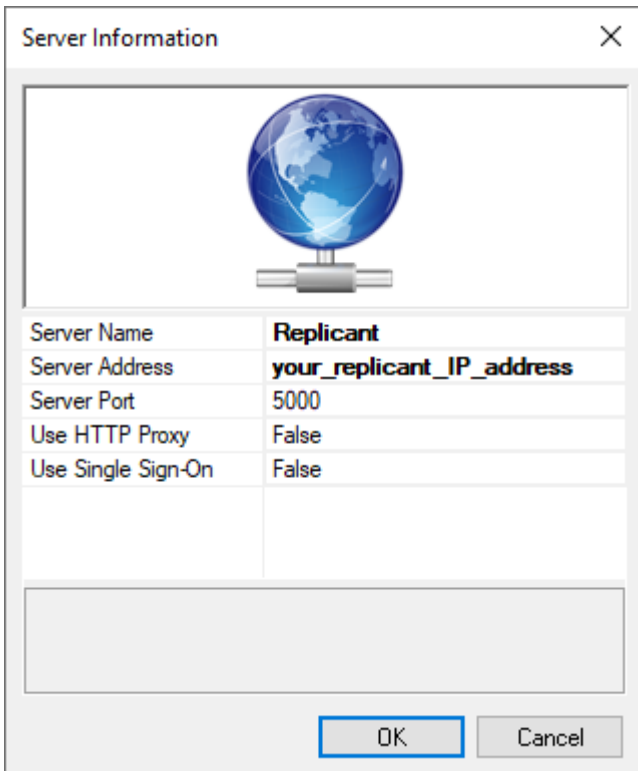 Server Information
Server Name Replicant
Server Address your_replicant_IP_address
Server Port 5000
Use HTTP Proxy False
Use Single Sign-On False
OK Cancel